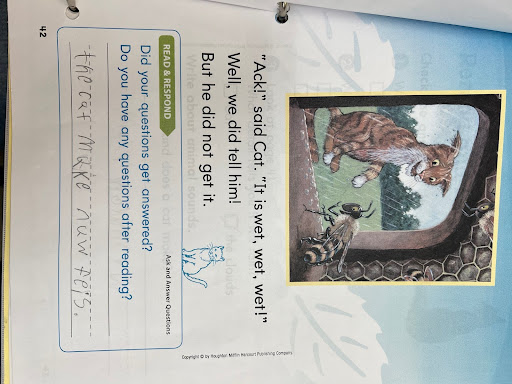 "Ack!" said Cat. "It is wet, wet, wet!"
Well, we did tell him!
But he did not get it.
READ & RESPOND
Ask and Answer Questions
Did your questions get answered?
Do you have any questions after reading?
the cat make nuw
42
Copyright © by Houghton Mifflin Harcourt Publishing Company